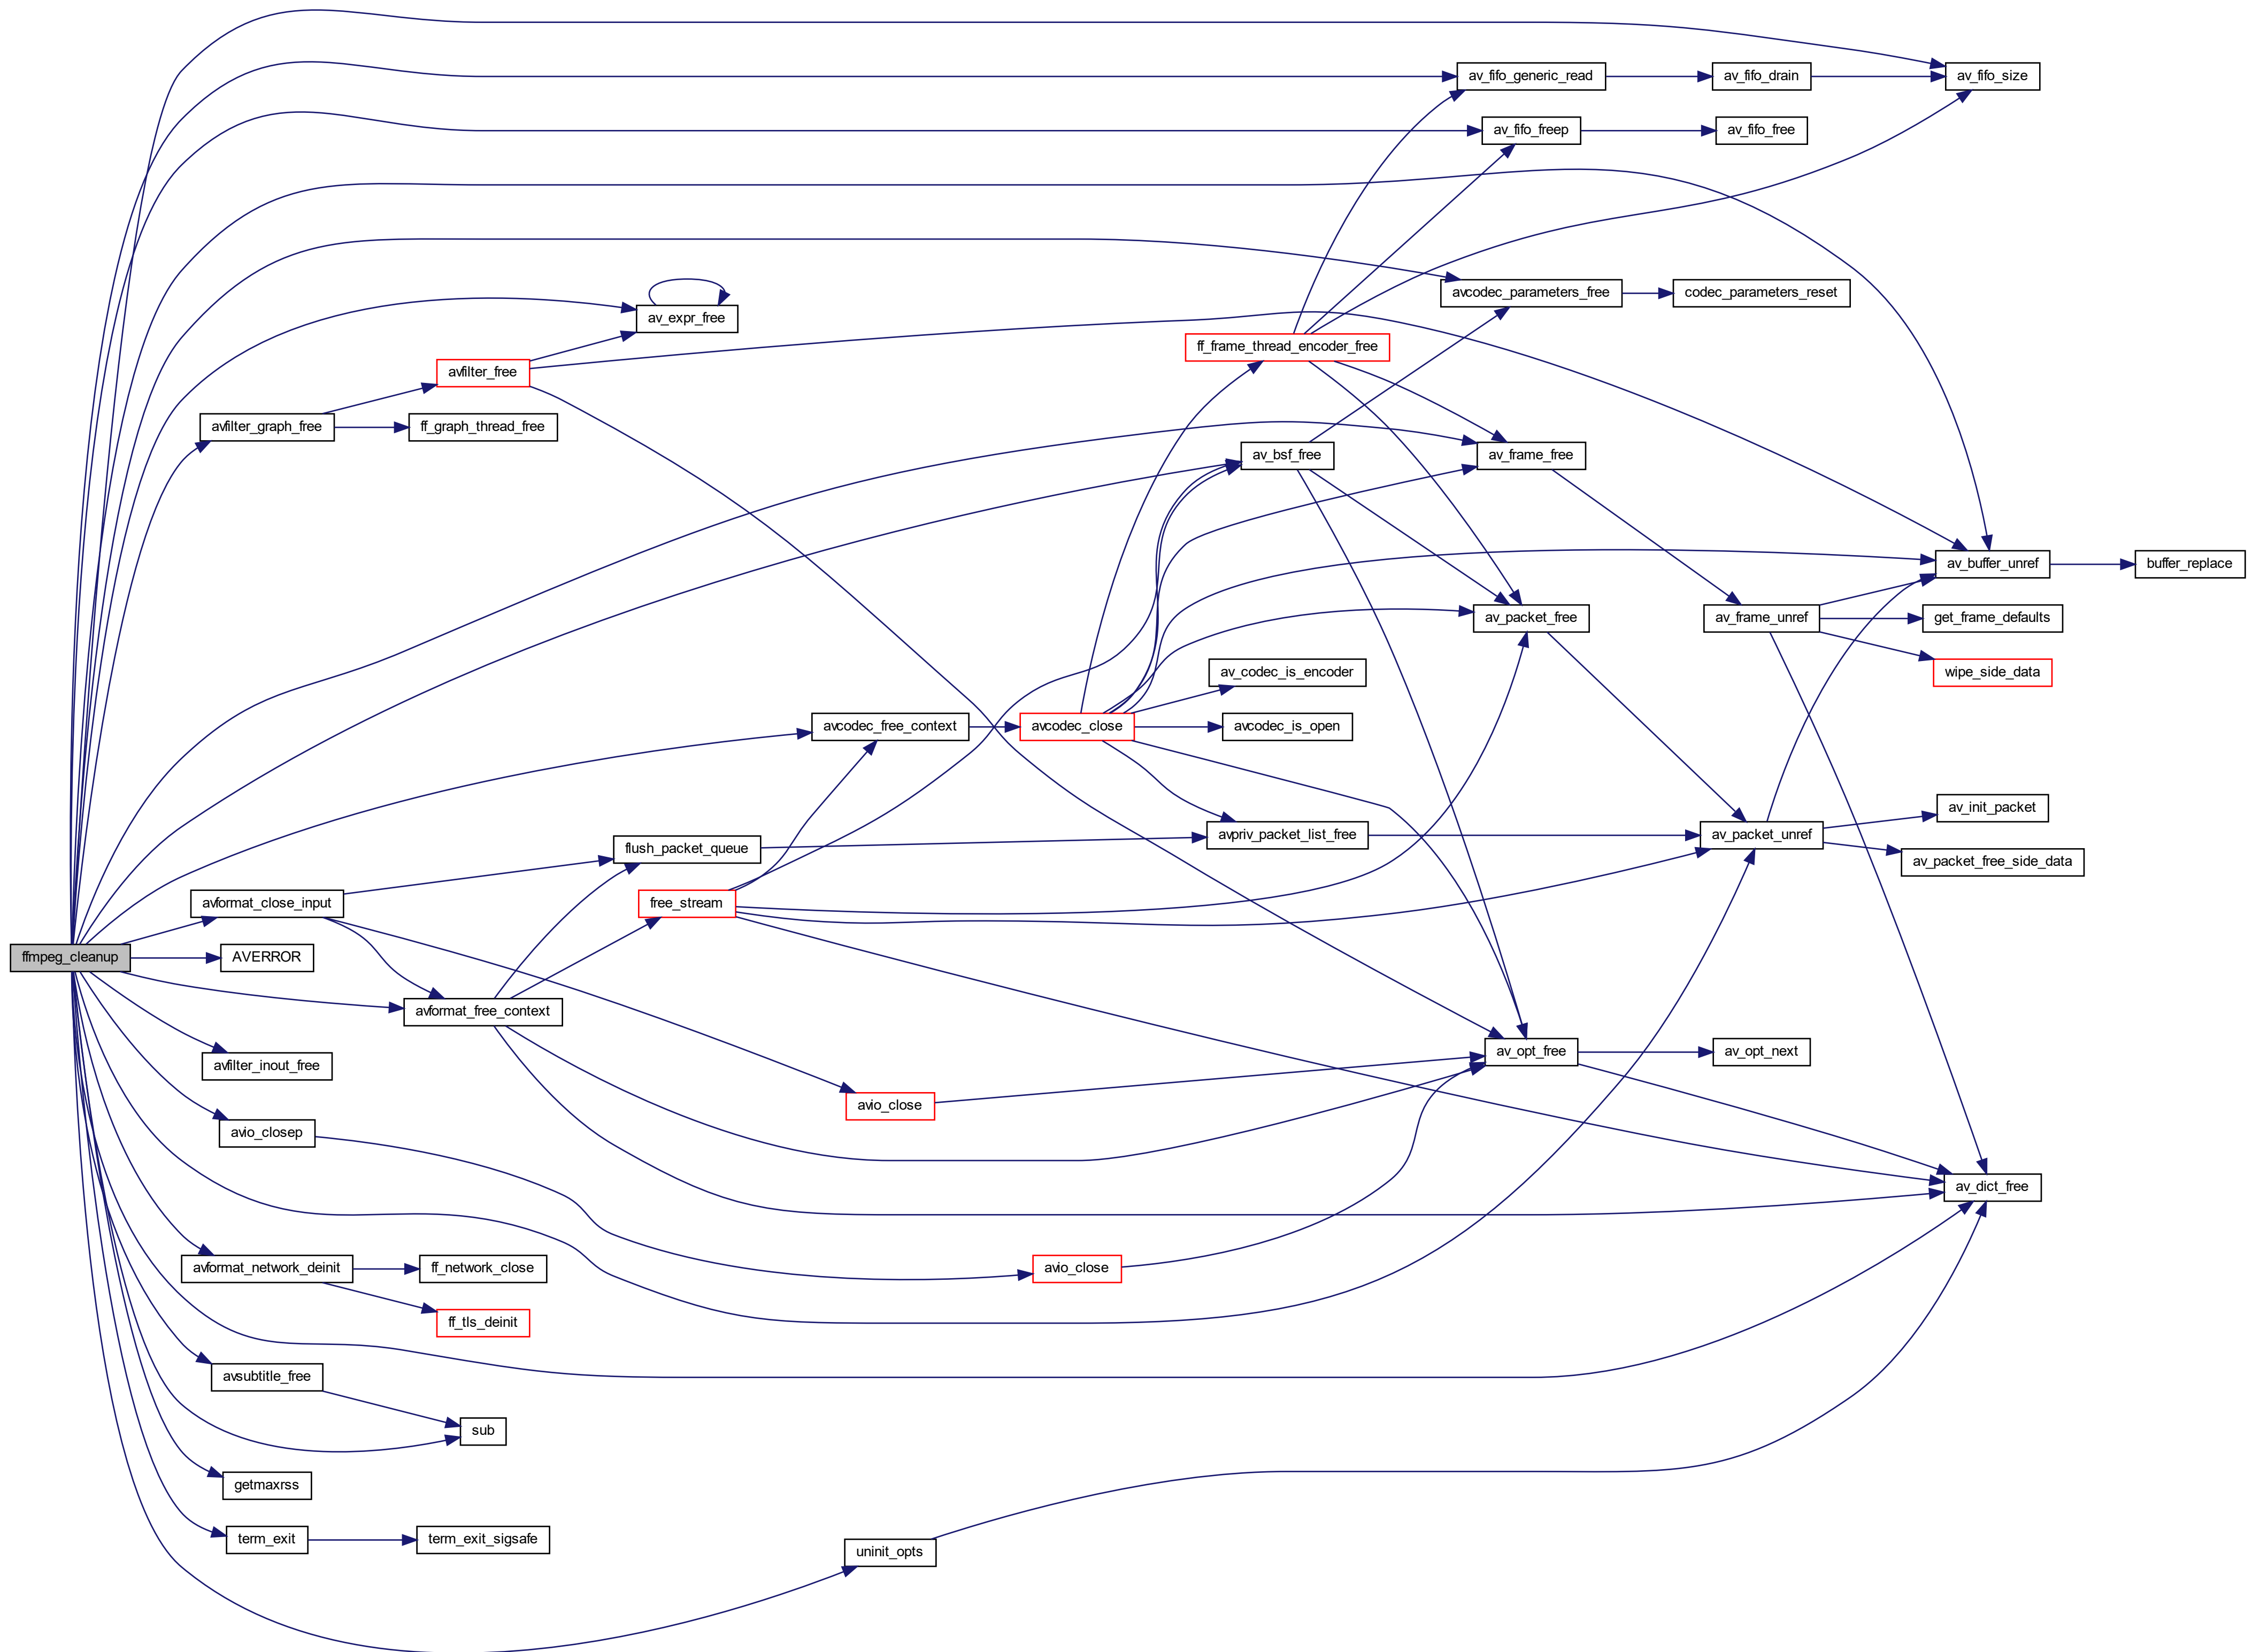 av_fifo_generic_read
av_fifo_drain
av_fifo_size
av_fifo_freep
av_fifo_free
avcodec_parameters_free
codec_parameters_reset
av_expr_free
ff_frame_thread_encoder_free
avfilter_free
avfilter_graph_free
ff_graph_thread_free
av_bsf_free
av_frame_free
av_buffer_unref
buffer_replace
av_packet_free
av_frame_unref
get_frame_defaults
av_codec_is_encoder
wipe_side_data
avcodec_free_context
avcodec_close
avcodec_is_open
av_init_packet
flush_packet_queue
avpriv_packet_list_free
av_packet_unref
av_packet_free_side_data
avformat_close_input
free_stream
ffmpeg_cleanup
AVERROR
avformat_free_context
avfilter_inout_free
av_opt_free
av_opt_next
avio_close
avio_closep
av_dict_free
avformat_network_deinit
ff_network_close
avio_close
ff_tls_deinit
avsubtitle_free
sub
getmaxrss
term_exit
term_exit_sigsafe
uninit_opts